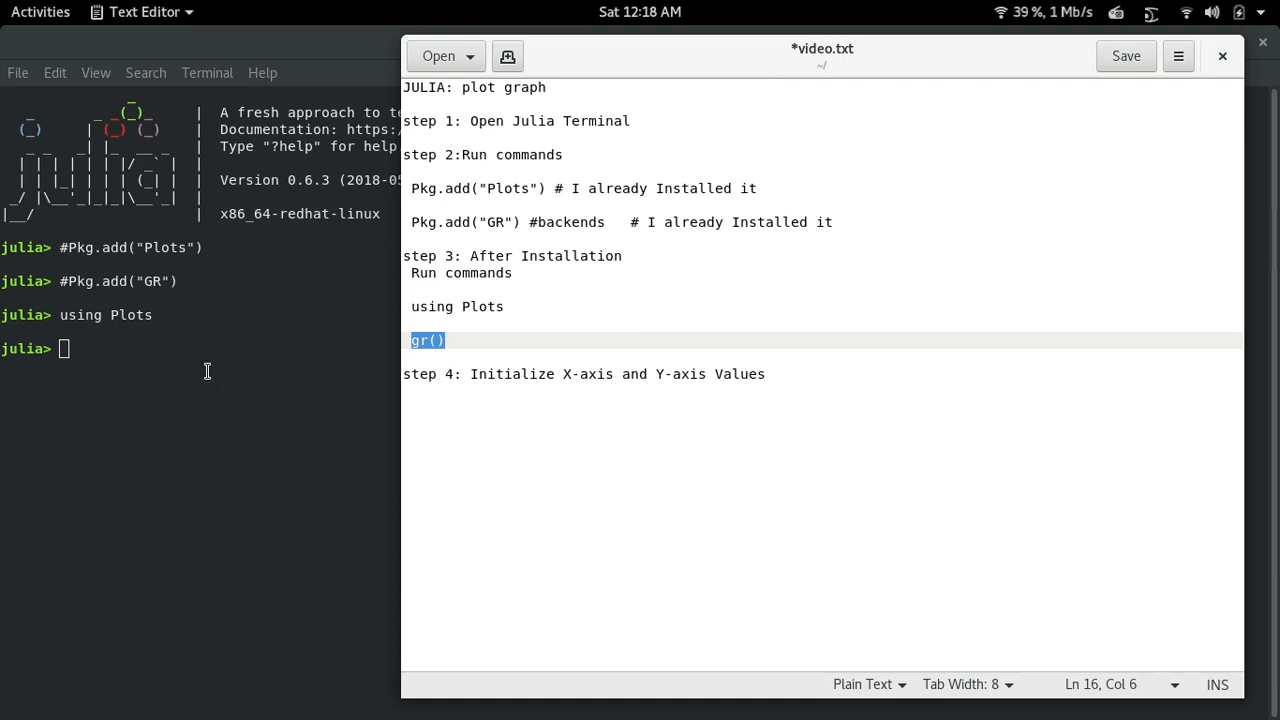 Activities Text Editor Sat 12:18 AM 39 %, 1 Mb/s
Open *video.txt Save
~/
File Edit View Search Terminal Help
A fresh approach to te
Documentation: https:/
Type "?help" for help
Version 0.6.3 (2018-05
x86_64-redhat-linux
julia> #Pkg.add("Plots")
julia> #Pkg.add("GR")
julia> using Plots
julia>
JULIA: plot graph
step 1: Open Julia Terminal
step 2:Run commands
Pkg.add("Plots") # I already Installed it
Pkg.add("GR") #backends   # I already Installed it
step 3: After Installation
Run commands
using Plots
gr()
step 4: Initialize X-axis and Y-axis Values
Plain Text Tab Width: 8 Ln 16, Col 6 INS